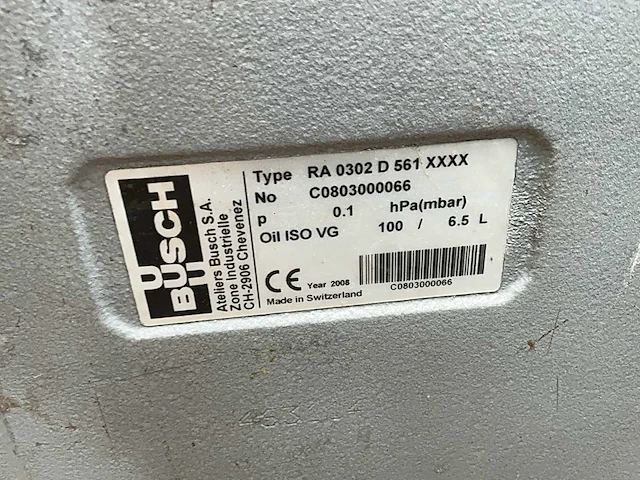 BUSCH
Ateliers Busch S.A.
Zone Industrielle
CH-2906 Chevenez
Type RA 0302 D 561 XXXX
No C0803000066
p 0.1 hPa(mbar)
Oil ISO VG 100 / 6.5 L
CE Year 2008
Made in Switzerland
C0803000066